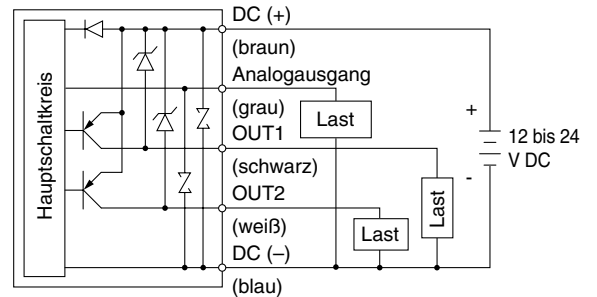 Hauptschaltkreis
DC (+)
(braun)
Analogausgang
(grau)
OUT1
(schwarz)
OUT2
(weiß)
DC (–)
(blau)
Last
Last
Last
+
12 bis 24
V DC
-